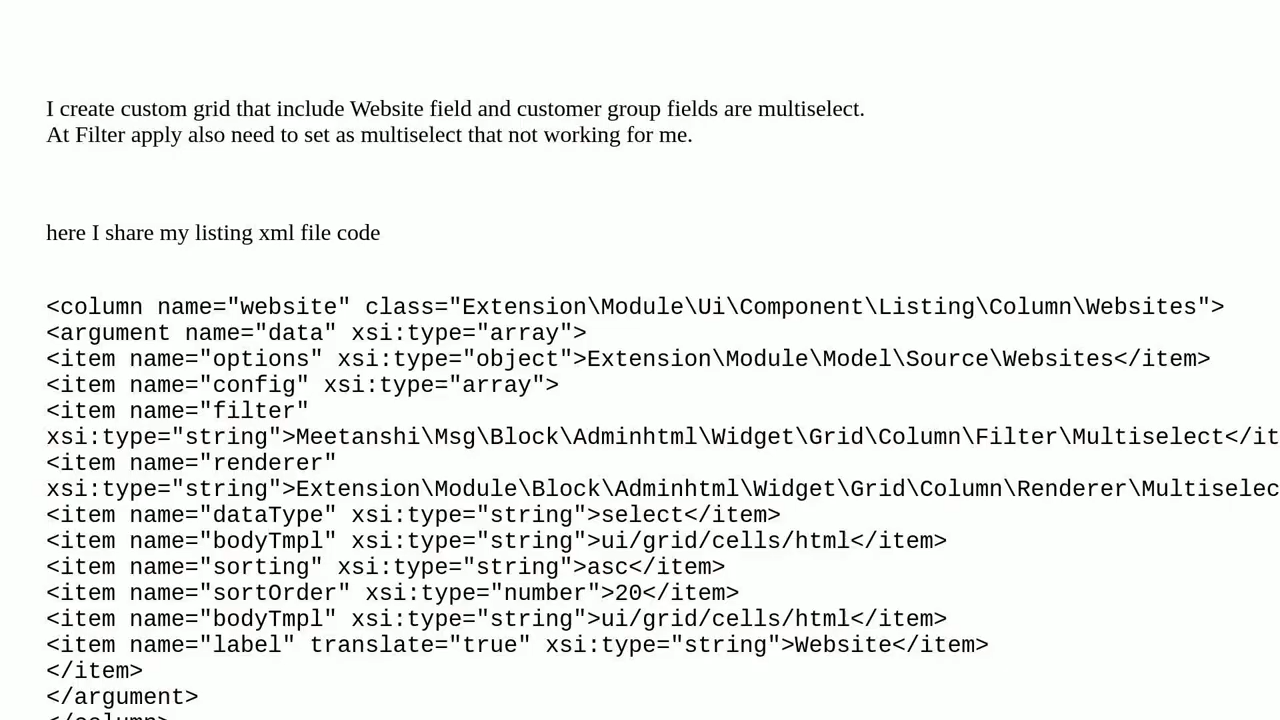 I create custom grid that include Website field and customer group fields are multiselect.
At Filter apply also need to set as multiselect that not working for me.
here I share my listing xml file code
<column name="website" class="Extension\Module\Ui\Component\Listing\Column\Websites">
<argument name="data" xsi:type="array">
<item name="options" xsi:type="object">Extension\Module\Model\Source\Websites</item>
<item name="config" xsi:type="array">
<item name="filter"
xsi:type="string">Meetanshi\Msg\Block\Adminhtml\Widget\Grid\Column\Filter\Multiselect</it
<item name="renderer"
xsi:type="string">Extension\Module\Block\Adminhtml\Widget\Grid\Column\Renderer\Multiselec
<item name="dataType" xsi:type="string">select</item>
<item name="bodyTmpl" xsi:type="string">ui/grid/cells/html</item>
<item name="sorting" xsi:type="string">asc</item>
<item name="sortOrder" xsi:type="number">20</item>
<item name="bodyTmpl" xsi:type="string">ui/grid/cells/html</item>
<item name="label" translate="true" xsi:type="string">Website</item>
</item>
</argument>
</column>